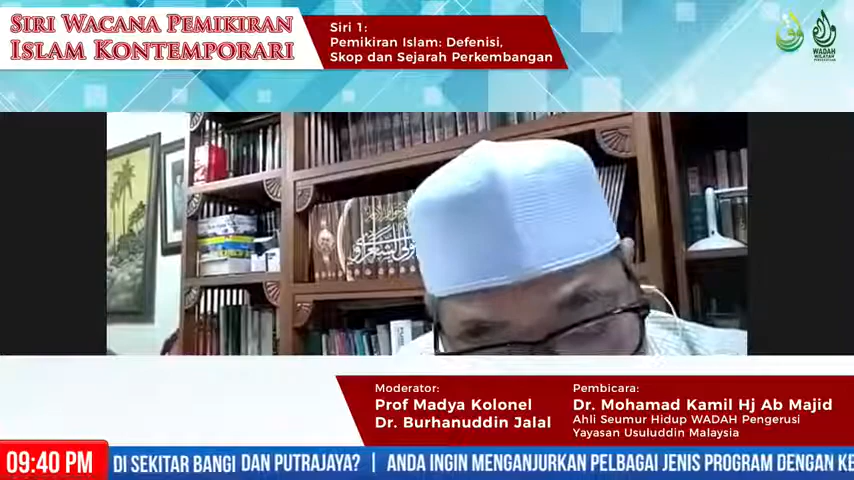 Siri Wacana Pemikiran
Islam Kontemporari
Siri 1:
Pemikiran Islam: Defenisi,
Skop dan Sejarah Perkembangan
WADAH
Moderator:
Prof Madya Kolonel
Dr. Burhanuddin Jalal
Pembicara:
Dr. Mohamad Kamil Hj Ab Majid
Ahli Seumur Hidup WADAH Pengerusi
Yayasan Usuluddin Malaysia
09:40 PM
DI SEKITAR BANGI DAN PUTRAJAYA? | ANDA INGIN MENGANJURKAN PELBAGAI JENIS PROGRAM DENGAN KE